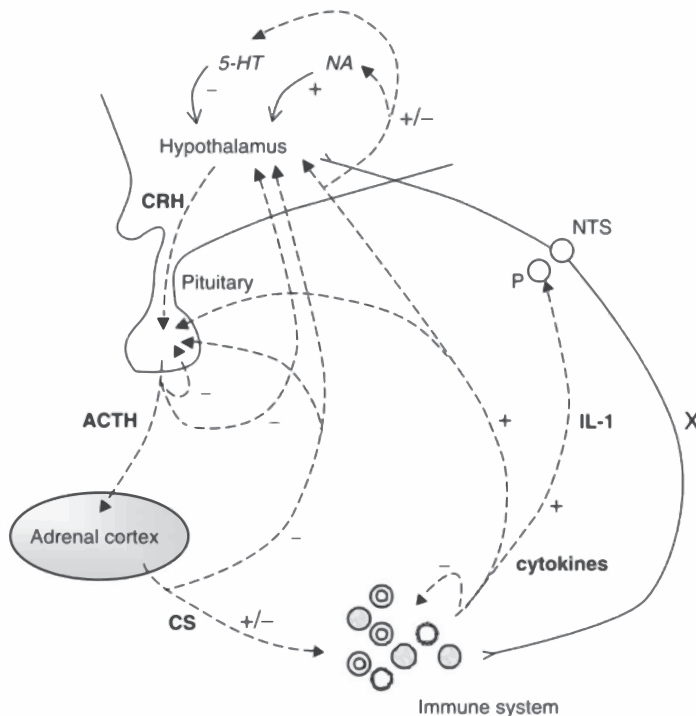 5-HT NA
– +
+/–
Hypothalamus
CRH
NTS
P
Pituitary
–
ACTH – + IL-1 X
+
Adrenal cortex –
– cytokines
CS +/–
Immune system